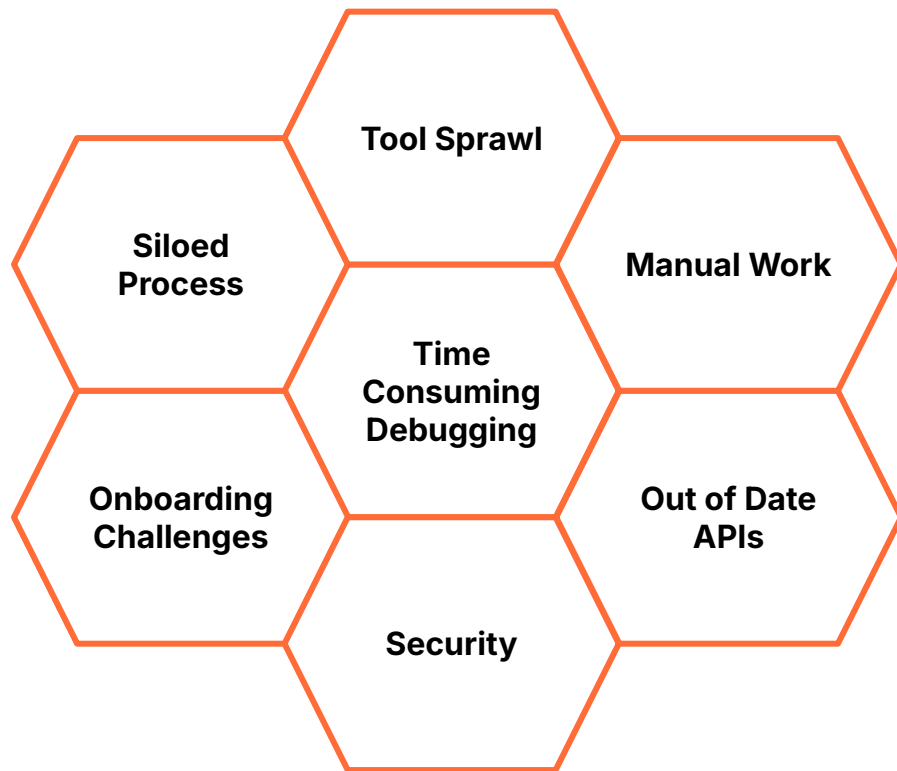 Tool Sprawl
Siloed
Process
Manual Work
Time
Consuming
Debugging
Onboarding
Challenges
Out of Date
APIs
Security